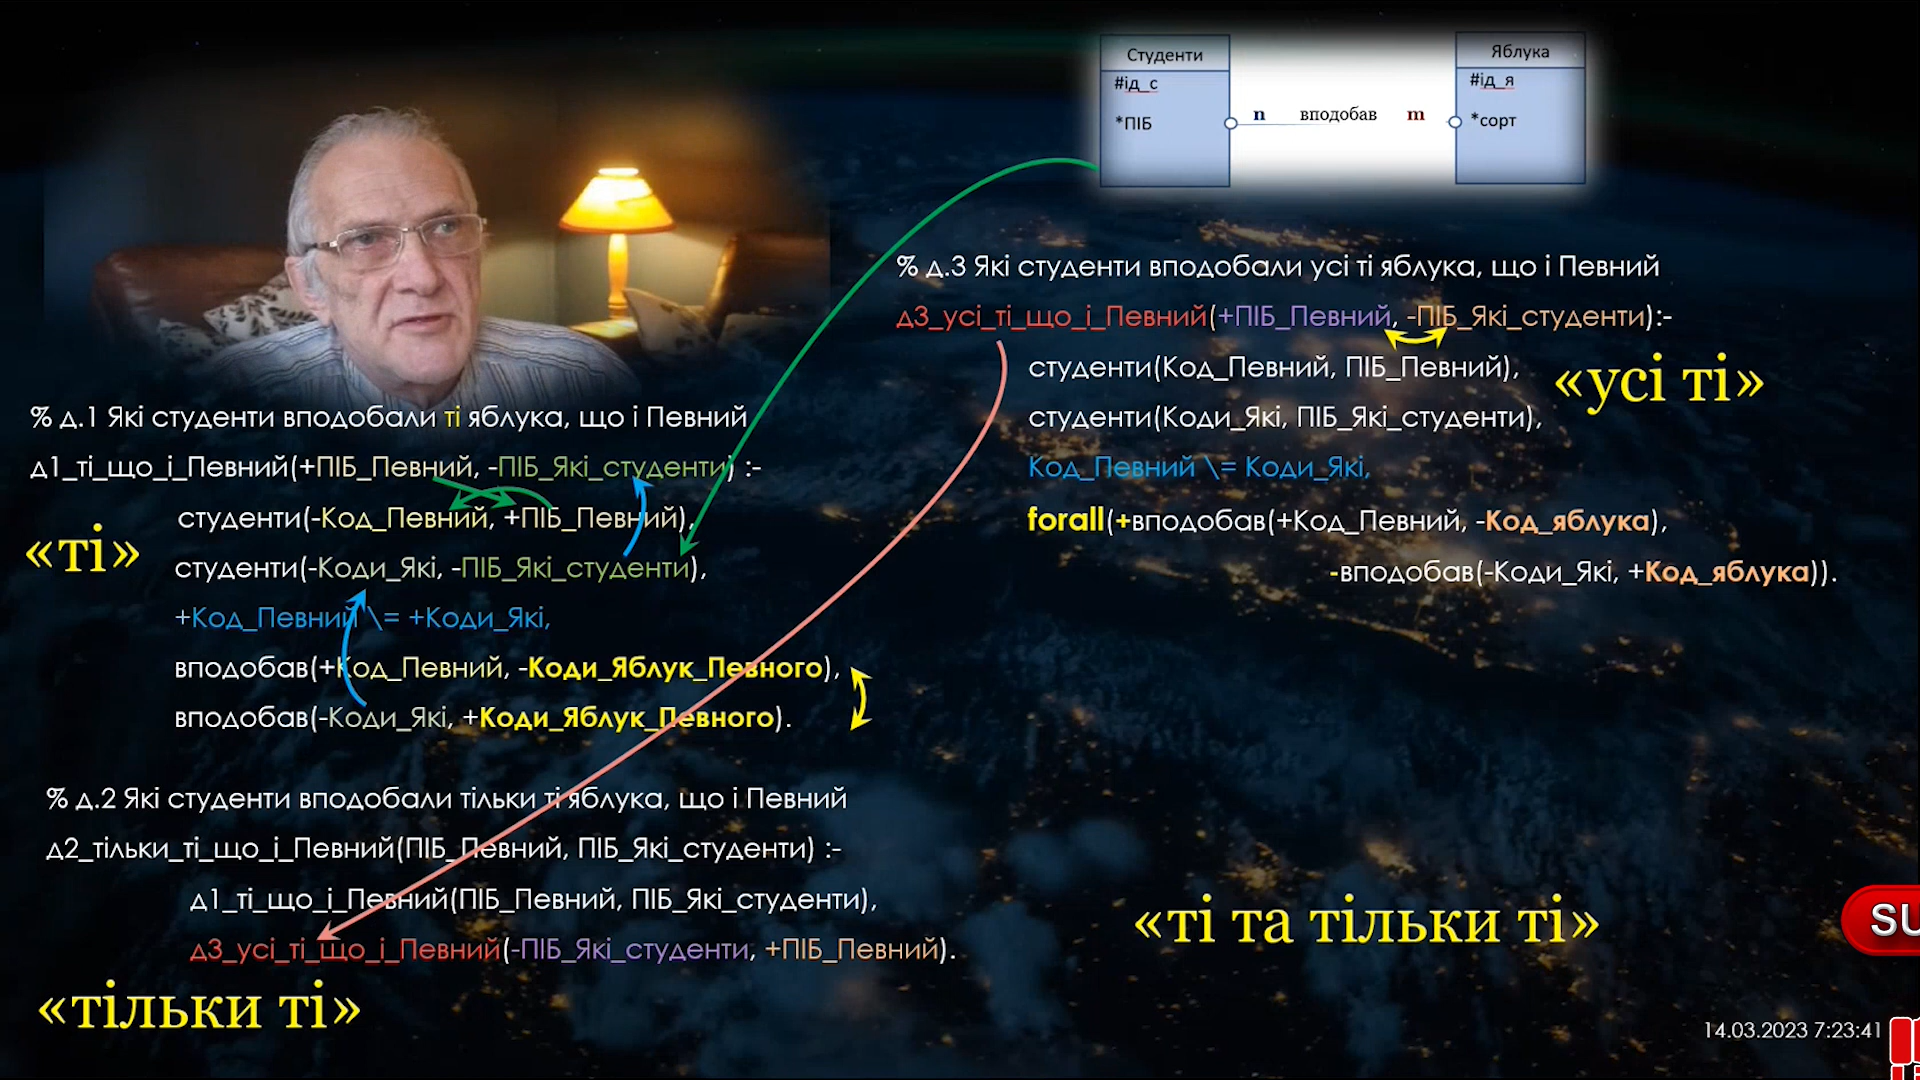 Студенти
#ід_с
*ПІБ
n вподобав m
Яблука
#ід_я
*сорт
% д.1 Які студенти вподобали ті яблука, що і Певний
д1_ті_що_і_Певний(+ПІБ_Певний, -ПІБ_Які_студенти) :-
студенти(-Код_Певний, +ПІБ_Певний),
студенти(-Коди_Які, -ПІБ_Які_студенти),
+Код_Певний \= +Коди_Які,
вподобав(+Код_Певний, -Коди_Яблук_Певного),
вподобав(-Коди_Які, +Коди_Яблук_Певного).
«ті»
% д.2 Які студенти вподобали тільки ті яблука, що і Певний
д2_тільки_ті_що_і_Певний(ПІБ_Певний, ПІБ_Які_студенти) :-
д1_ті_що_і_Певний(ПІБ_Певний, ПІБ_Які_студенти),
д3_усі_ті_що_і_Певний(-ПІБ_Які_студенти, +ПІБ_Певний).
«тільки ті»
% д.3 Які студенти вподобали усі ті яблука, що і Певний
д3_усі_ті_що_і_Певний(+ПІБ_Певний, -ПІБ_Які_студенти):-
студенти(Код_Певний, ПІБ_Певний),
студенти(Коди_Які, ПІБ_Які_студенти),
Код_Певний \= Коди_Які,
forall(+вподобав(+Код_Певний, -Код_яблука),
-вподобав(-Коди_Які, +Код_яблука)).
«усі ті»
«ті та тільки ті»
SU
14.03.2023 7:23:41